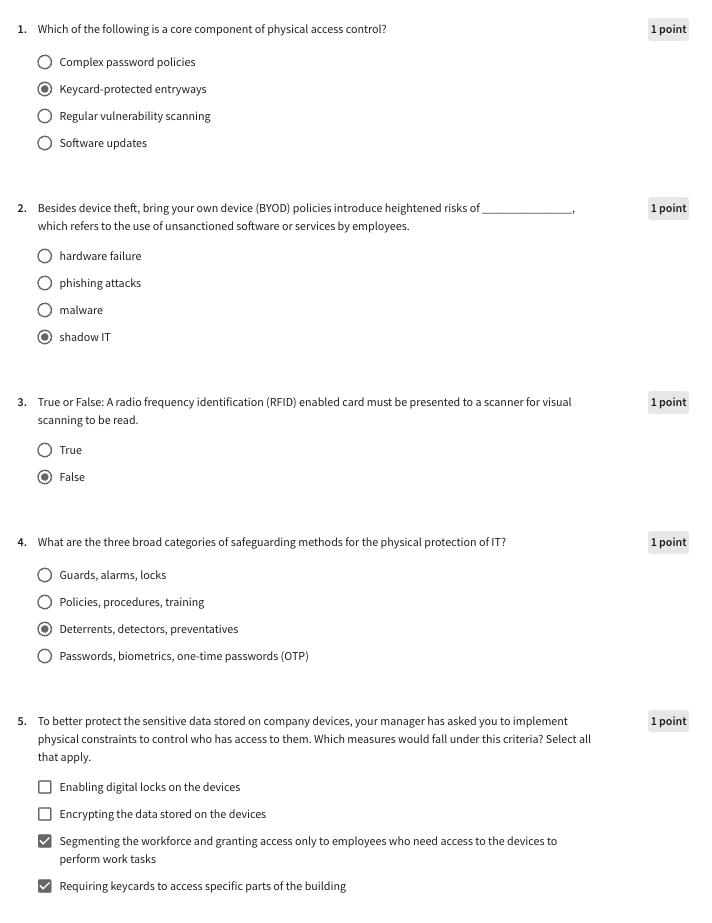 1. Which of the following is a core component of physical access control? 1 point
Complex password policies
Keycard-protected entryways
Regular vulnerability scanning
Software updates
2. Besides device theft, bring your own device (BYOD) policies introduce heightened risks of _______________, 1 point
which refers to the use of unsanctioned software or services by employees.
hardware failure
phishing attacks
malware
shadow IT
3. True or False: A radio frequency identification (RFID) enabled card must be presented to a scanner for visual 1 point
scanning to be read.
True
False
4. What are the three broad categories of safeguarding methods for the physical protection of IT? 1 point
Guards, alarms, locks
Policies, procedures, training
Deterrents, detectors, preventatives
Passwords, biometrics, one-time passwords (OTP)
5. To better protect the sensitive data stored on company devices, your manager has asked you to implement 1 point
physical constraints to control who has access to them. Which measures would fall under this criteria? Select all
that apply.
Enabling digital locks on the devices
Encrypting the data stored on the devices
Segmenting the workforce and granting access only to employees who need access to the devices to
perform work tasks
Requiring keycards to access specific parts of the building